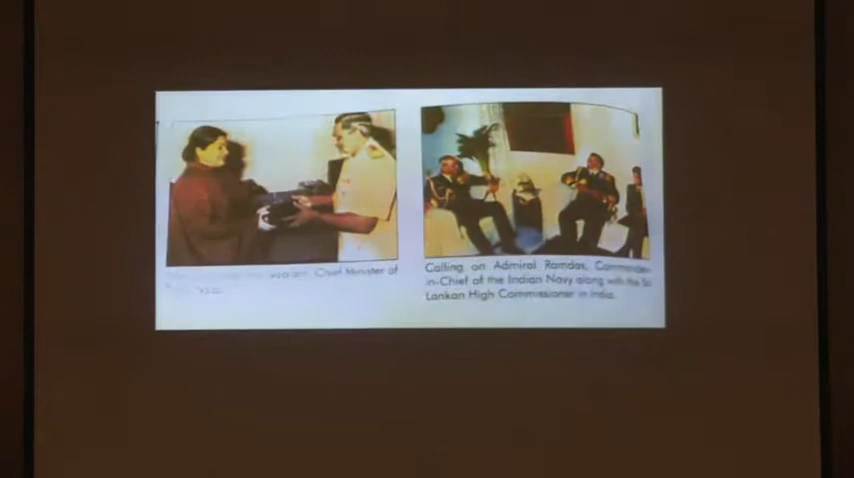 Chief Minister of
Calling on Admiral Ramdas, Commander-
in-Chief of the Indian Navy along with the Sri
Lankan High Commissioner in India.